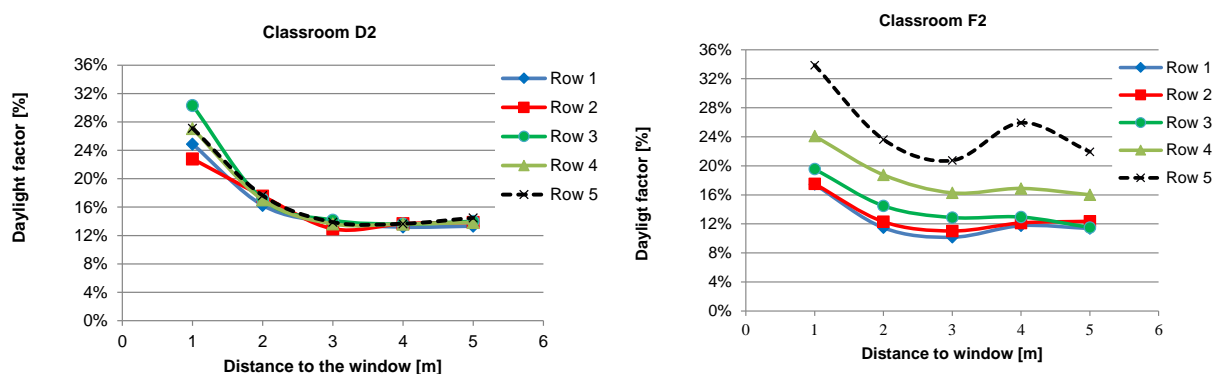 Classroom D2
Daylight factor [%]
36%
32%
28%
24%
20%
16%
12%
8%
4%
0%
0 1 2 3 4 5 6
Distance to the window [m]
Row 1
Row 2
Row 3
Row 4
Row 5
Classroom F2
Dayligt factor [%]
36%
32%
28%
24%
20%
16%
12%
8%
4%
0%
0 1 2 3 4 5 6
Distance to window [m]
Row 1
Row 2
Row 3
Row 4
Row 5